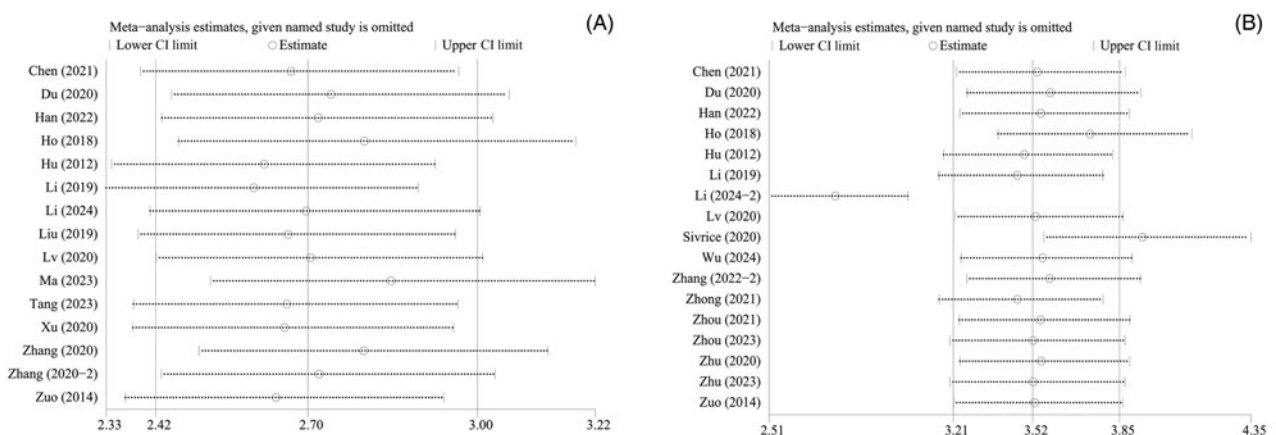 Meta-analysis estimates, given named study is omitted
(A)
Lower CI limit Estimate Upper CI limit
Chen (2021)
Du (2020)
Han (2022)
Ho (2018)
Hu (2012)
Li (2019)
Li (2024)
Liu (2019)
Lv (2020)
Ma (2023)
Tang (2023)
Xu (2020)
Zhang (2020)
Zhang (2020-2)
Zuo (2014)
2.33 2.42 2.70 3.00 3.22
Meta-analysis estimates, given named study is omitted
(B)
Lower CI limit Estimate Upper CI limit
Chen (2021)
Du (2020)
Han (2022)
Ho (2018)
Hu (2012)
Li (2019)
Li (2024-2)
Lv (2020)
Sivrice (2020)
Wu (2024)
Zhang (2022-2)
Zhong (2021)
Zhou (2021)
Zhou (2023)
Zhu (2020)
Zhu (2023)
Zuo (2014)
2.51 3.21 3.52 3.85 4.35